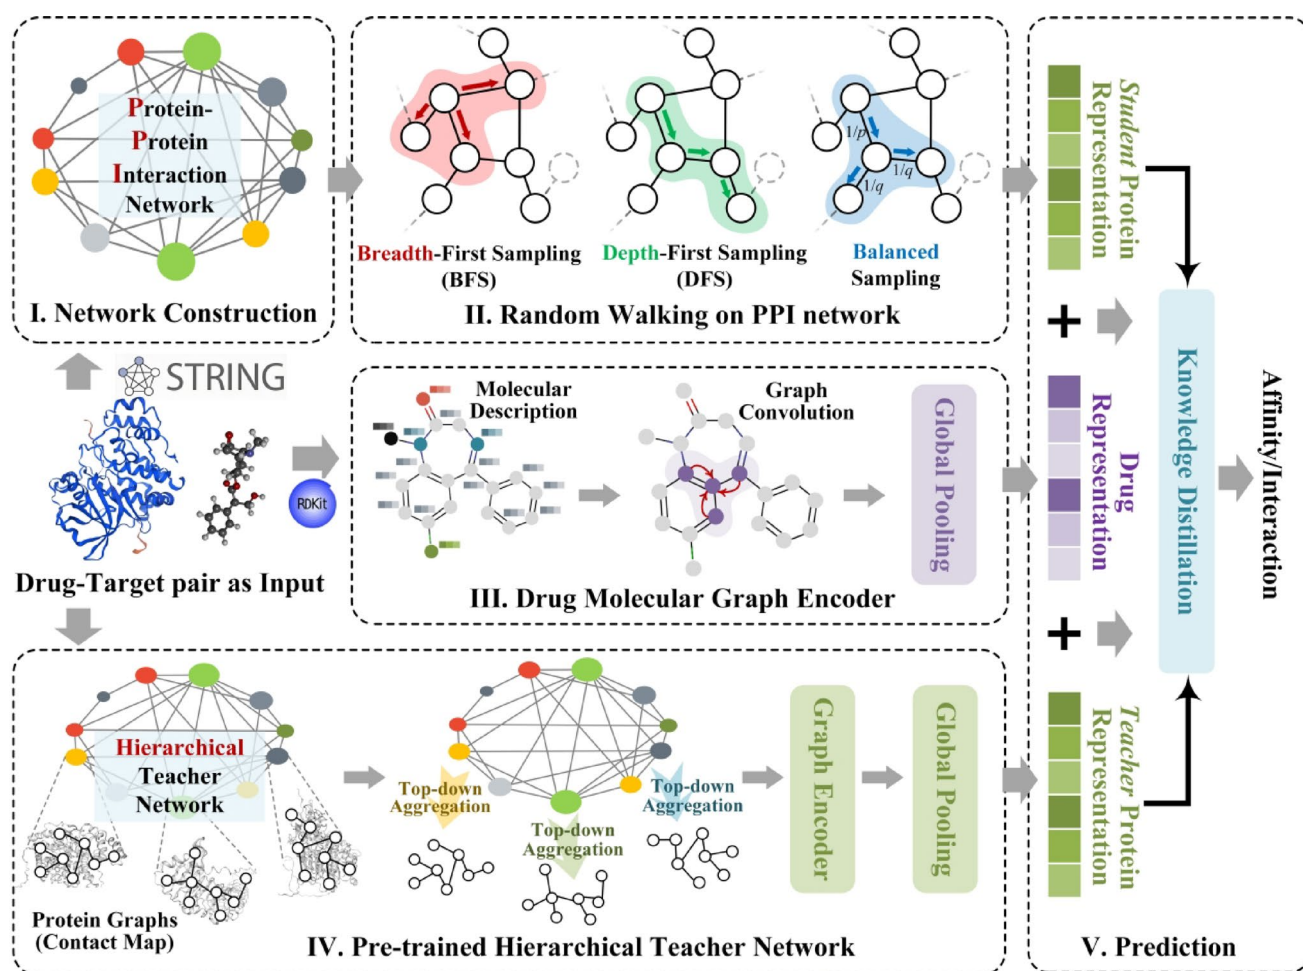 Protein-
Protein
Interaction
Network
I. Network Construction
1/p
1/q
1/q
Breadth-First Sampling
(BFS)
Depth-First Sampling
(DFS)
Balanced
Sampling
II. Random Walking on PPI network
STRING
RDKit
Drug-Target pair as Input
Molecular
Description
Graph
Convolution
Global Pooling
III. Drug Molecular Graph Encoder
Hierarchical
Teacher
Network
Protein Graphs
(Contact Map)
Top-down
Aggregation
Top-down
Aggregation
Top-down
Aggregation
Graph Encoder
Global Pooling
IV. Pre-trained Hierarchical Teacher Network
Student Protein
Representation
+
Drug
Representation
+
Teacher Protein
Representation
Knowledge Distillation
Affinity/Interaction
V. Prediction